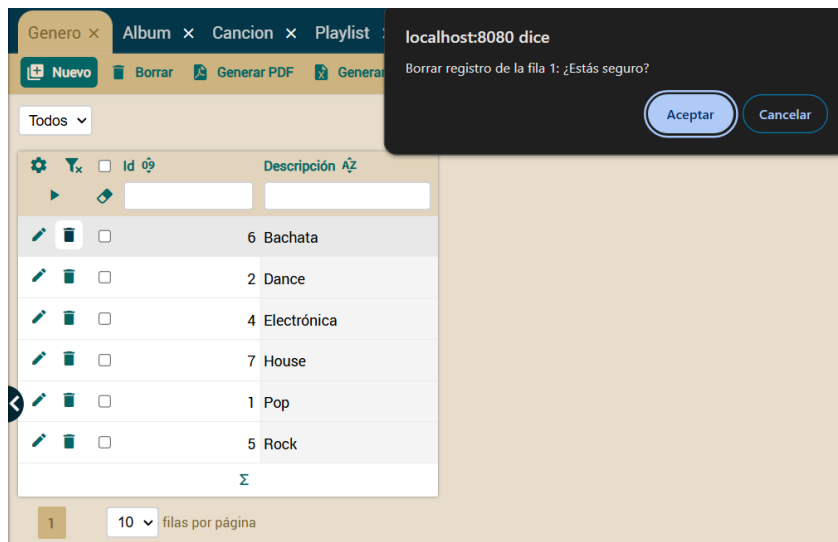 Genero × Album × Cancion × Playlist
localhost:8080 dice
Borrar registro de la fila 1: ¿Estás seguro?
Aceptar Cancelar
Nuevo Borrar Generar PDF Generar
Todos
Id Descripción
6 Bachata
2 Dance
4 Electrónica
7 House
1 Pop
5 Rock
Σ
1 10 filas por página